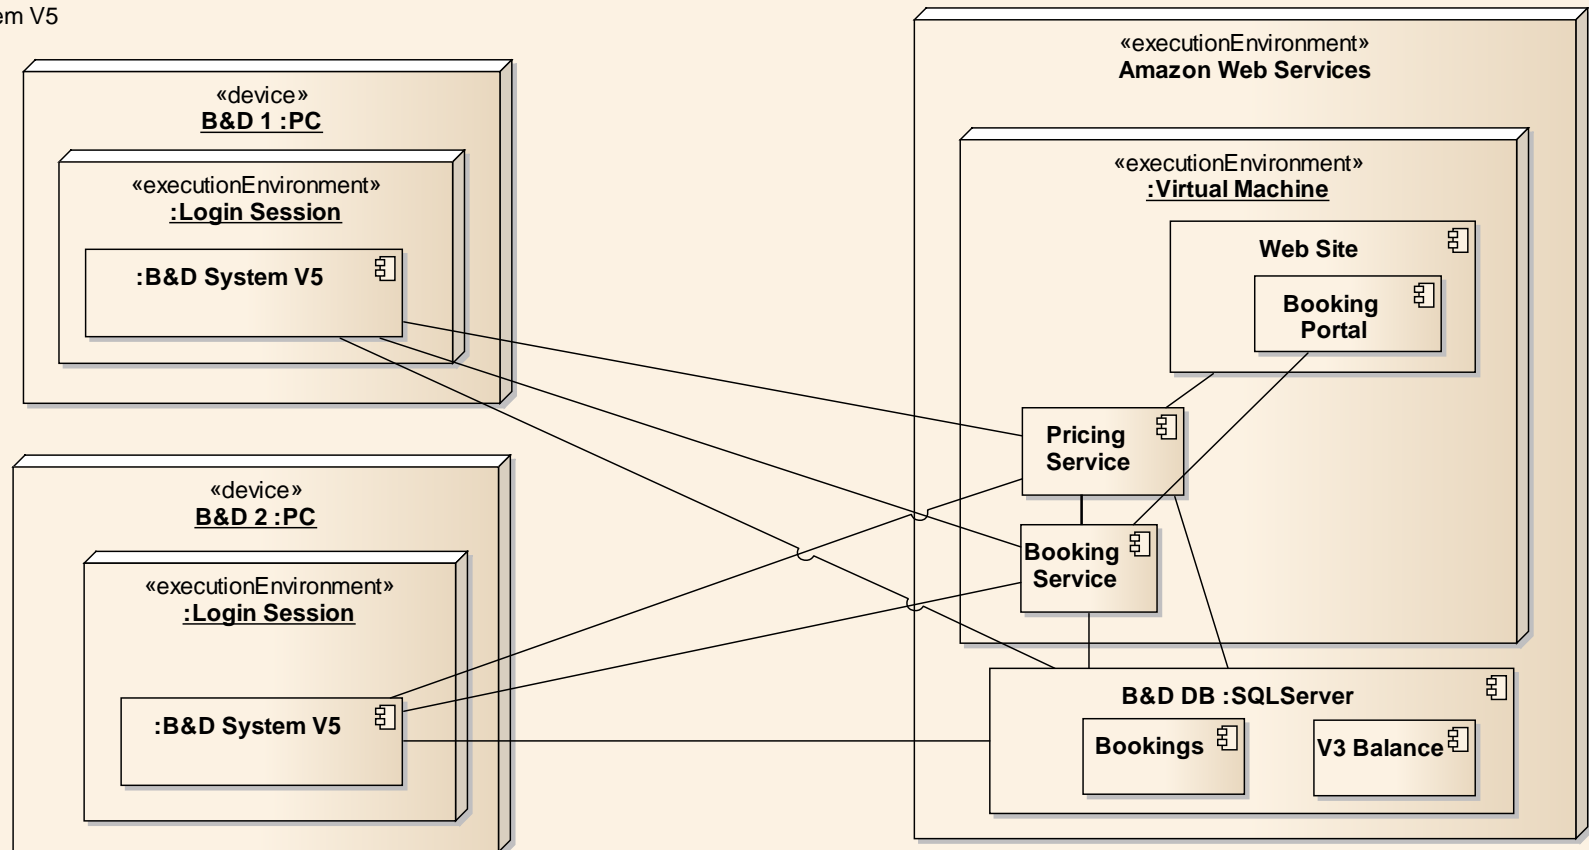 em V5
«device»
B&D 1 :PC
«executionEnvironment»
:Login Session
:B&D System V5
«device»
B&D 2 :PC
«executionEnvironment»
:Login Session
:B&D System V5
«executionEnvironment»
Amazon Web Services
«executionEnvironment»
:Virtual Machine
Web Site
Booking
Portal
Pricing
Service
Booking
Service
B&D DB :SQLServer
Bookings
V3 Balance